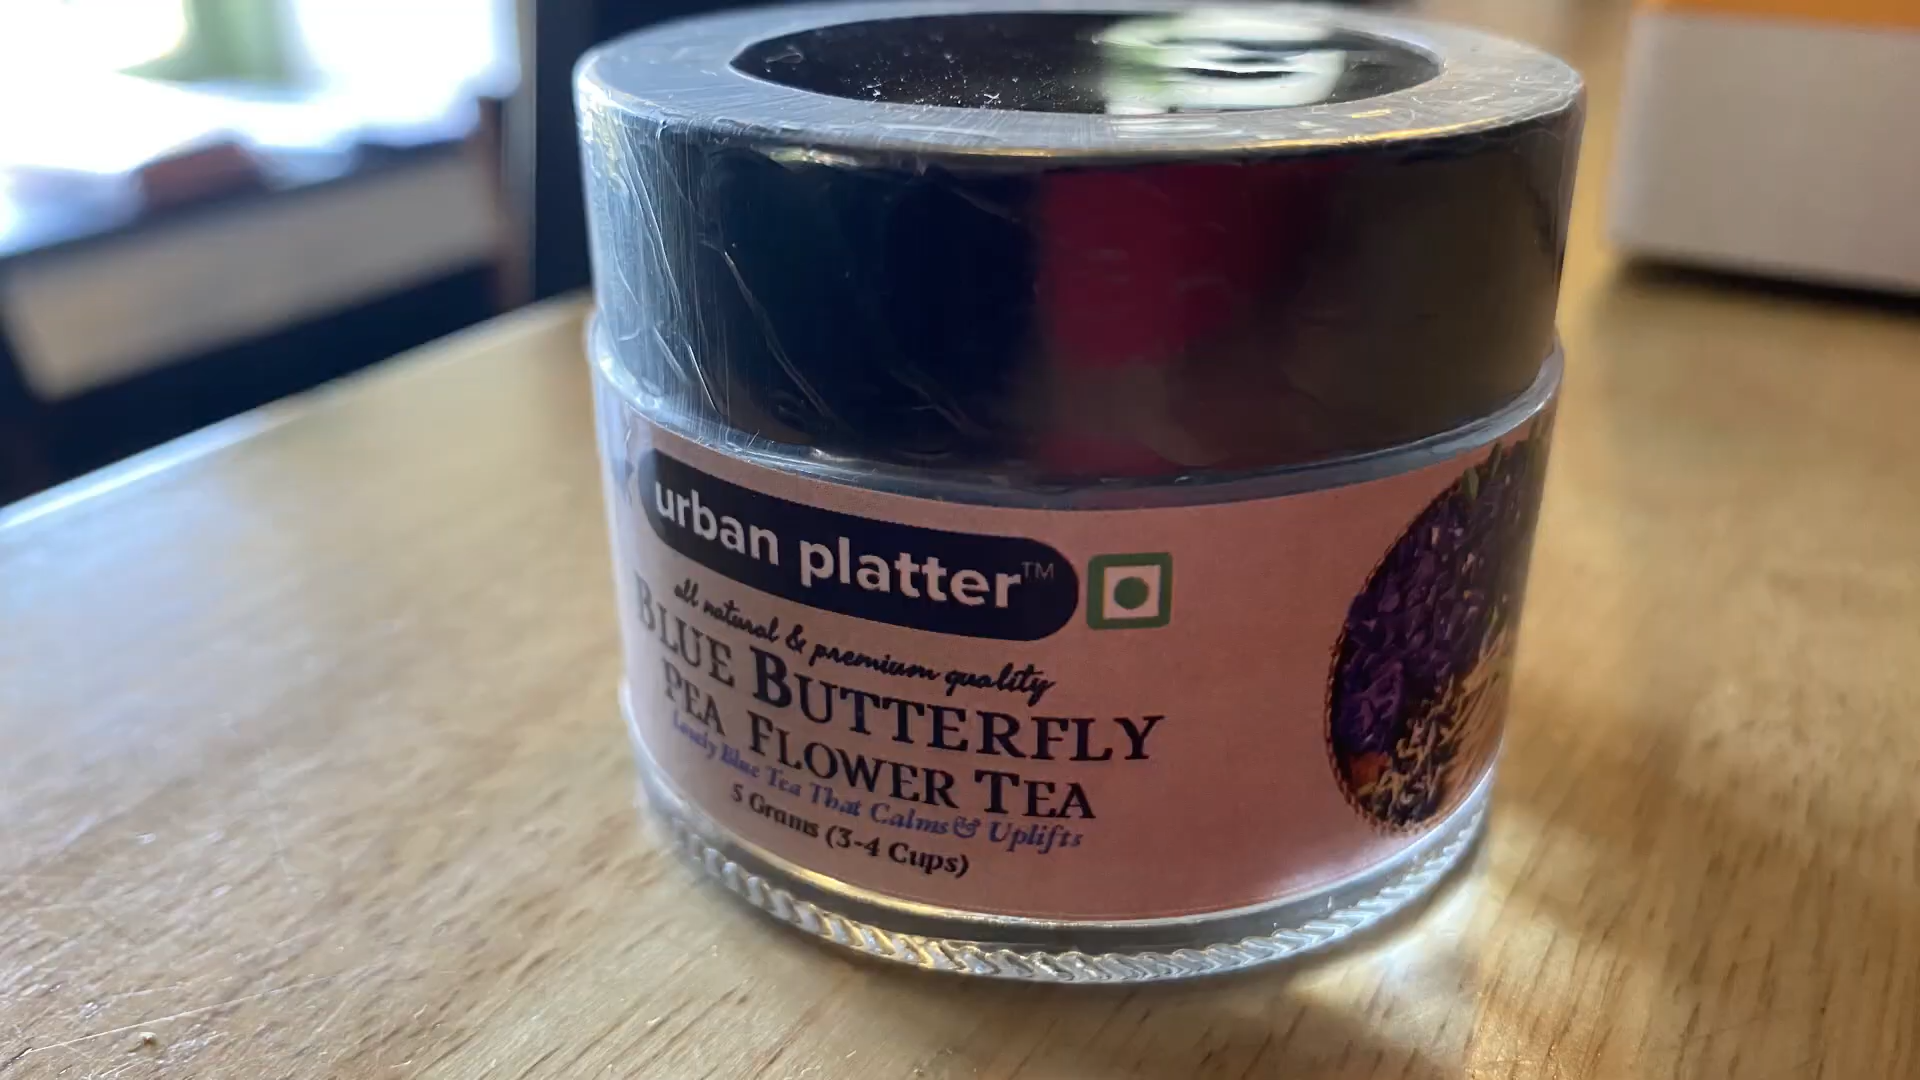 urban platter™
all natural & premium quality
BLUE BUTTERFLY
PEA FLOWER TEA
Lovely Blue Tea That Calms & Uplifts
5 Grams (3-4 Cups)